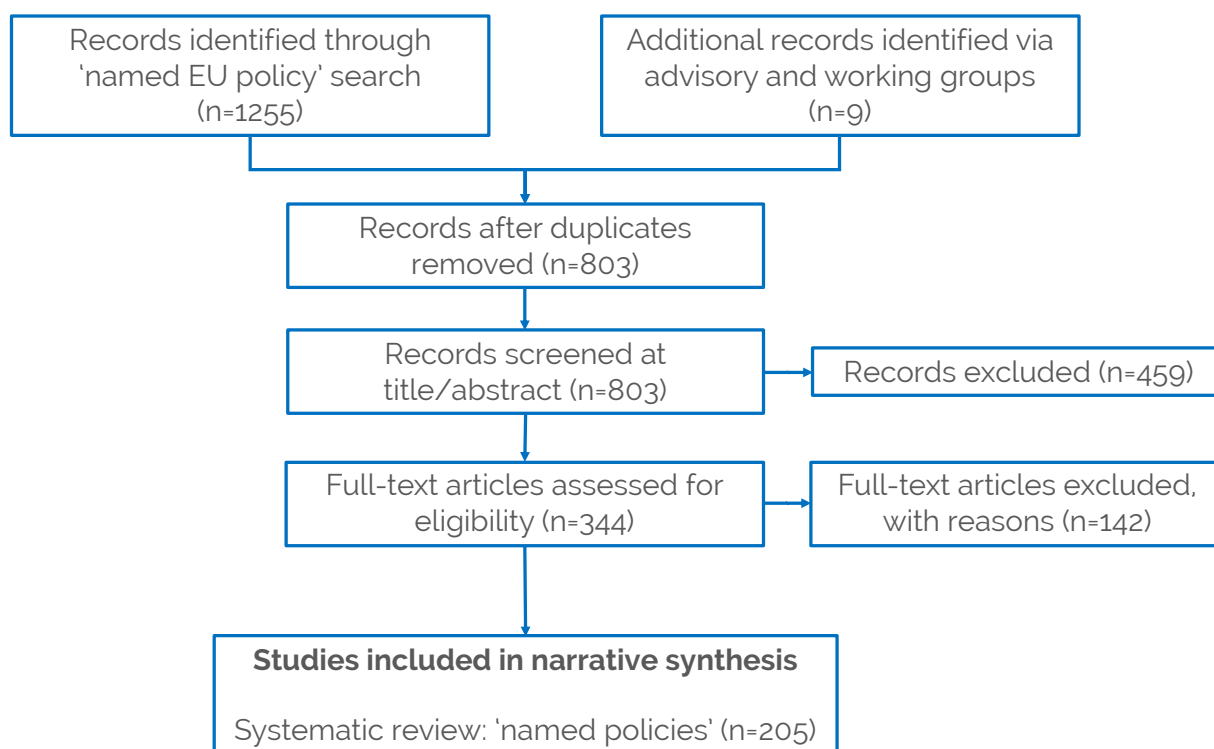 Records identified through
‘named EU policy’ search
(n=1255)
Additional records identified via
advisory and working groups
(n=9)
Records after duplicates
removed (n=803)
Records screened at
title/abstract (n=803)
Records excluded (n=459)
Full-text articles assessed for
eligibility (n=344)
Full-text articles excluded,
with reasons (n=142)
Studies included in narrative synthesis
Systematic review: ‘named policies’ (n=205)